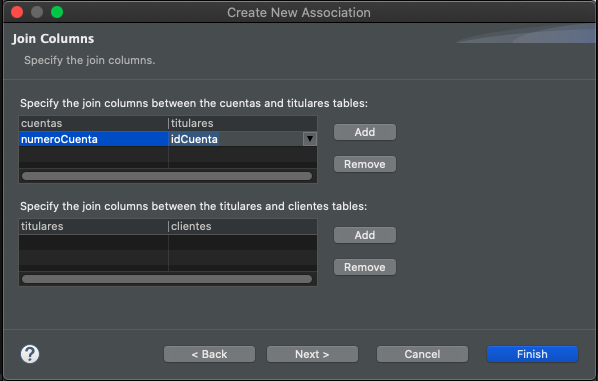 Create New Association
Join Columns
Specify the join columns.
Specify the join columns between the cuentas and titulares tables:
cuentas titulares
numeroCuenta idCuenta
Add
Remove
Specify the join columns between the titulares and clientes tables:
titulares clientes
Add
Remove
? < Back Next > Cancel Finish